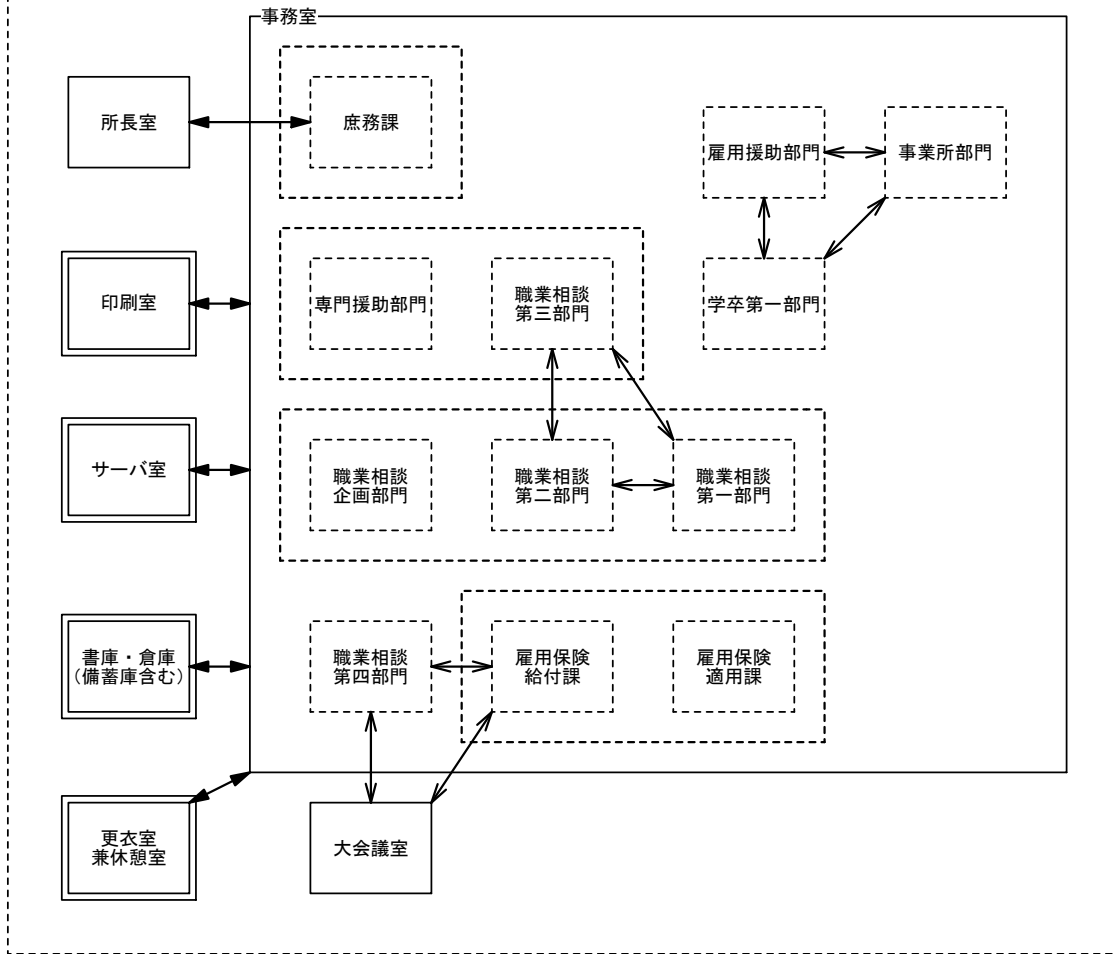 事務室
所長室
庶務課
雇用援助部門
事業所部門
印刷室
専門援助部門
職業相談
第三部門
学卒第一部門
サーバ室
職業相談
企画部門
職業相談
第二部門
職業相談
第一部門
書庫・倉庫
(備蓄庫含む)
職業相談
第四部門
雇用保険
給付課
雇用保険
適用課
更衣室
兼休憩室
大会議室